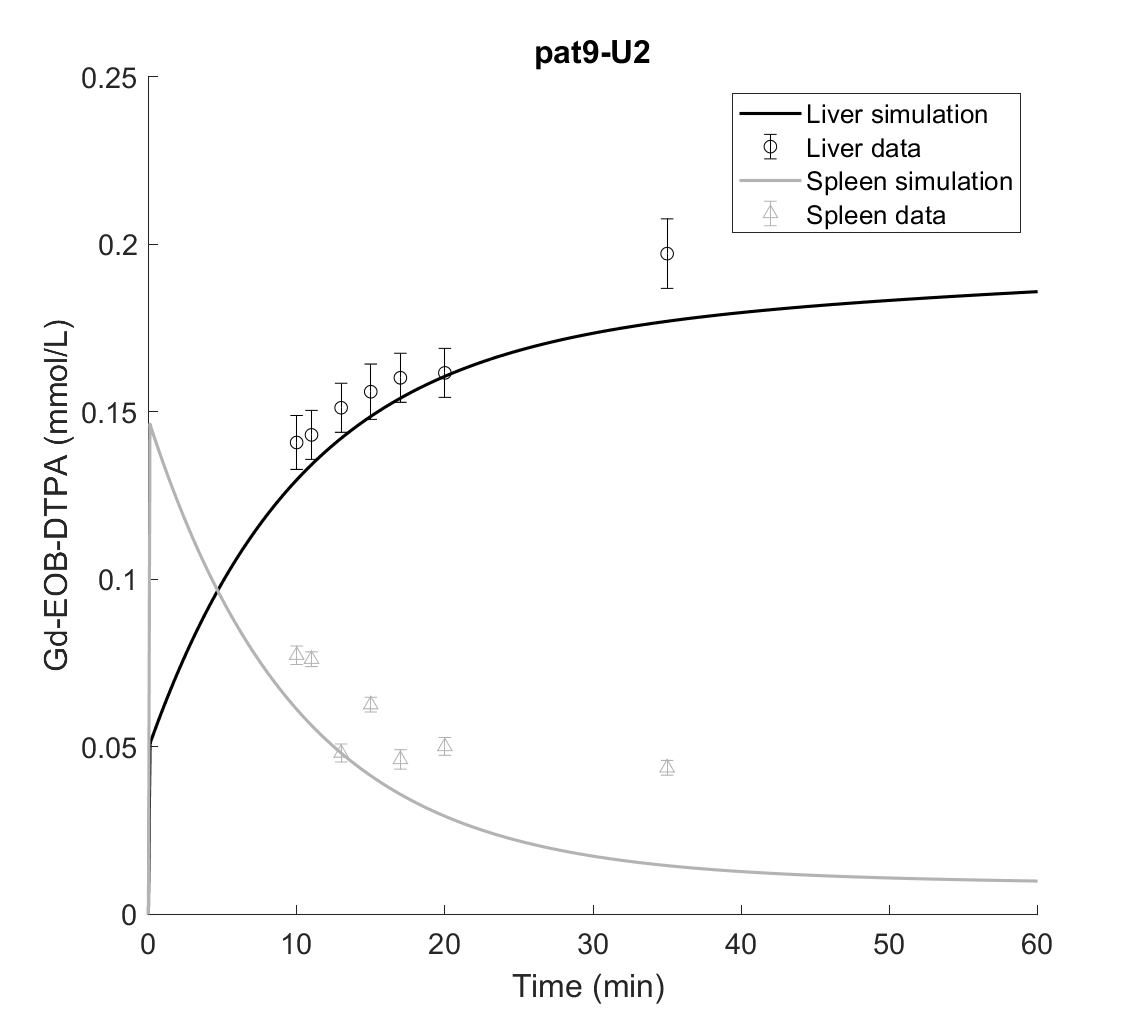 pat9-U2
0.25
0.2
0.15
0.1
0.05
0
Gd-EOB-DTPA (mmol/L)
Liver simulation
Liver data
Spleen simulation
Spleen data
0 10 20 30 40 50 60
Time (min)